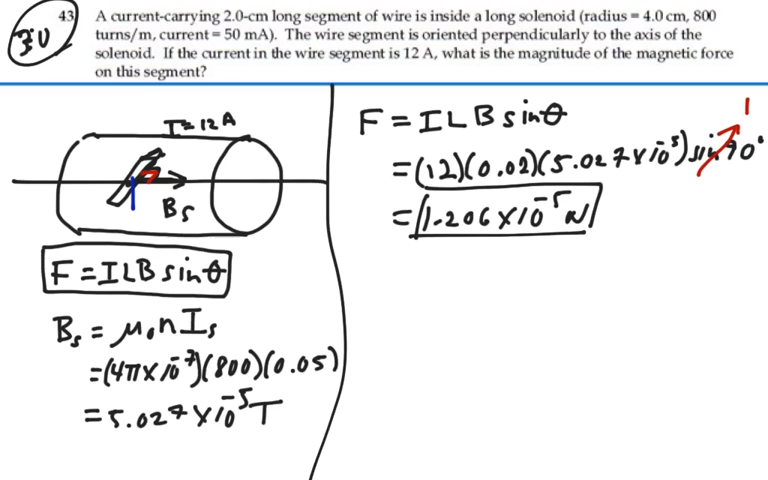 43
30
A current-carrying 2.0-cm long segment of wire is inside a long solenoid (radius = 4.0 cm, 800
turns/m, current = 50 mA). The wire segment is oriented perpendicularly to the axis of the
solenoid. If the current in the wire segment is 12 A, what is the magnitude of the magnetic force
on this segment?
I = 12 A
Bs
F = ILB sinθ
Bs = μ₀nIs
= (4π×10⁻⁷)(800)(0.05)
= 5.027×10⁻⁵T
F = ILB sinθ
= (12)(0.02)(5.027×10⁻⁵) sin90°
1
= 1.206×10⁻⁵N